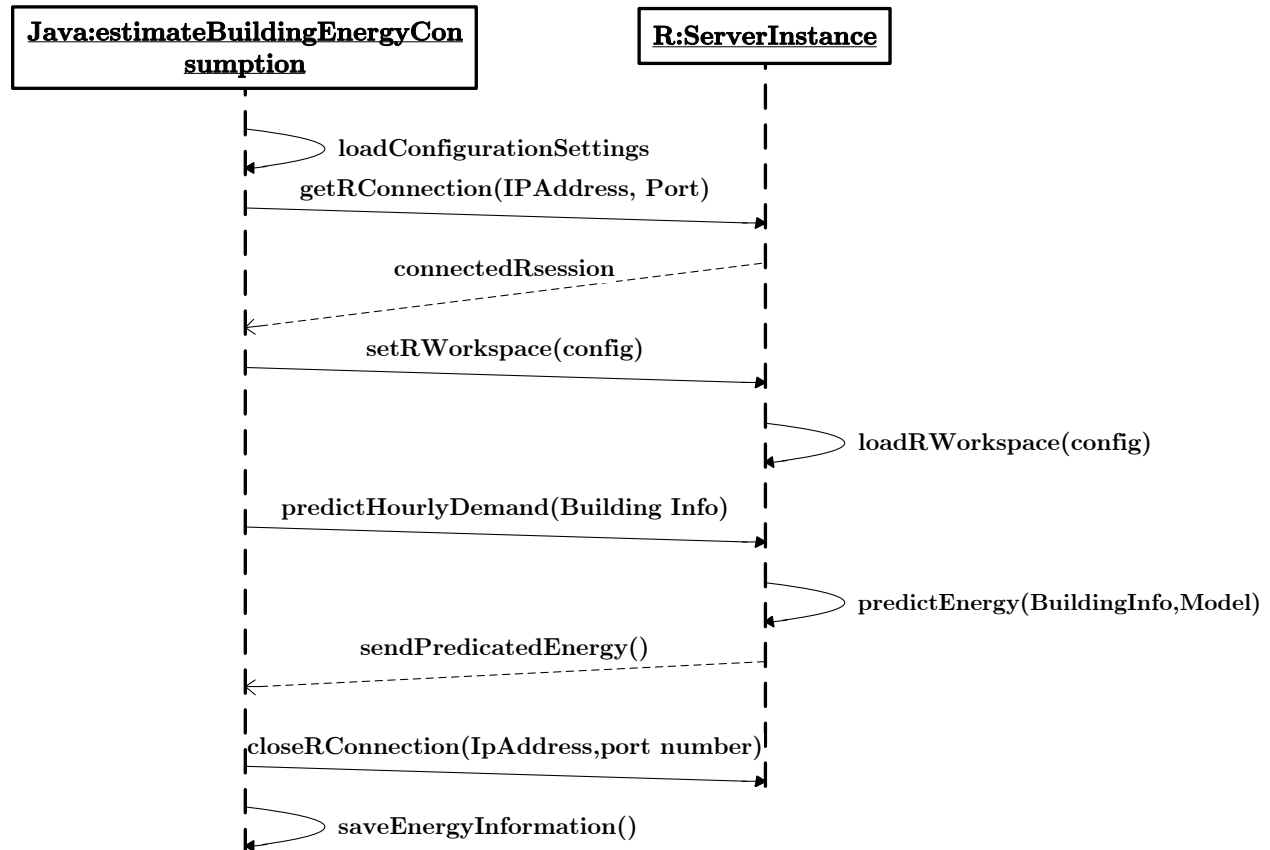 Java:estimateBuildingEnergyCon
sumption
R:ServerInstance
loadConfigurationSettings
getRConnection(IPAddress, Port)
connectedRsession
setRWorkspace(config)
loadRWorkspace(config)
predictHourlyDemand(Building Info)
predictEnergy(BuildingInfo,Model)
sendPredicatedEnergy()
closeRConnection(IpAddress,port number)
saveEnergyInformation()